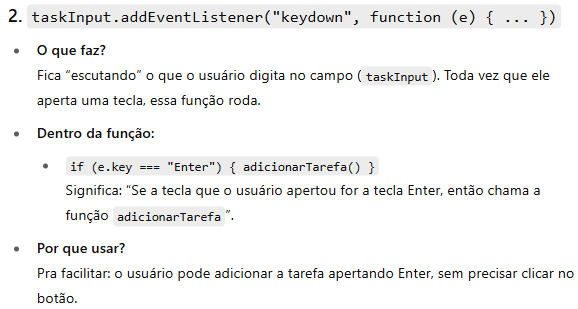 2. taskInput.addEventListener("keydown", function (e) { ... })
• O que faz?
Fica “escutando” o que o usuário digita no campo ( taskInput ). Toda vez que ele
aperta uma tecla, essa função roda.
• Dentro da função:
• if (e.key === "Enter") { adicionarTarefa() }
Significa: “Se a tecla que o usuário apertou for a tecla Enter, então chama a
função adicionarTarefa ”.
• Por que usar?
Pra facilitar: o usuário pode adicionar a tarefa apertando Enter, sem precisar clicar no
botão.